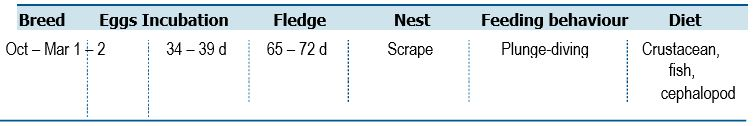 Breed Eggs Incubation Fledge Nest Feeding behaviour Diet
Oct – Mar 1 – 2 34 – 39 d 65 – 72 d Scrape Plunge-diving Crustacean,
fish,
cephalopod